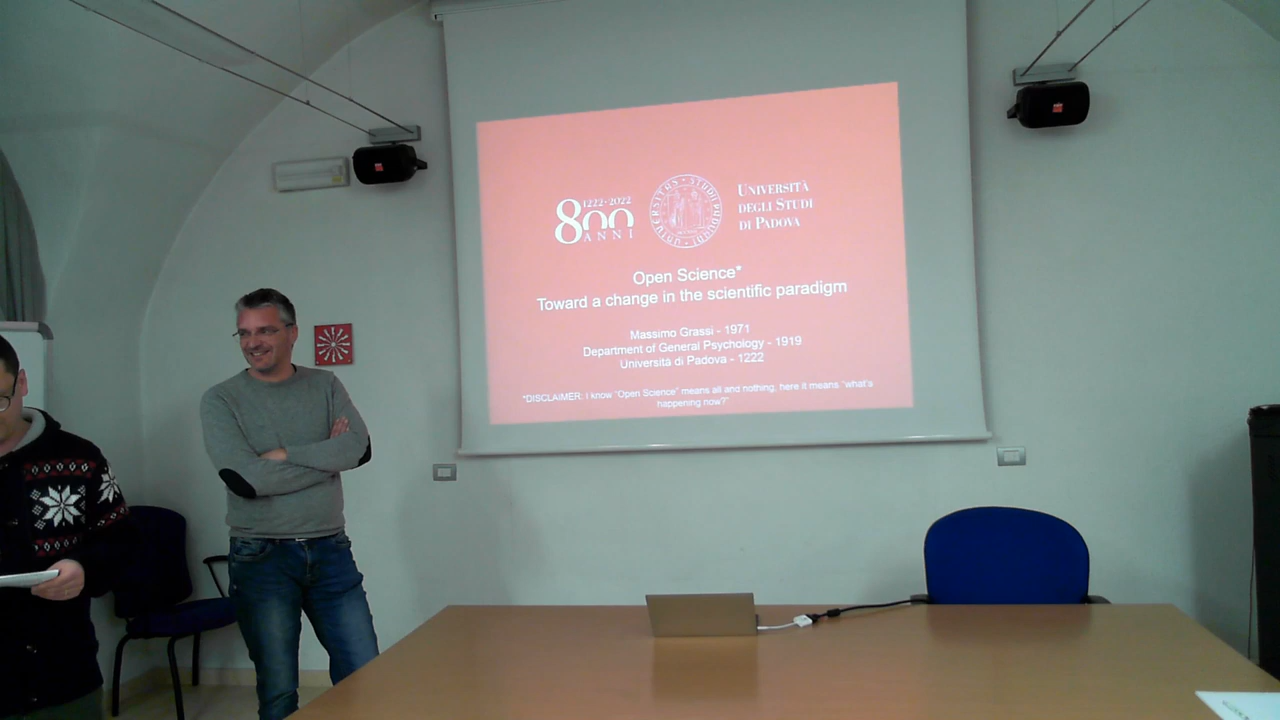 1222·2022
800
ANNI
UNIVERSITÀ
DEGLI STUDI
DI PADOVA
Open Science*
Toward a change in the scientific paradigm
Massimo Grassi - 1971
Department of General Psychology - 1919
Università di Padova - 1222
*DISCLAIMER: I know "Open Science" means all and nothing, here it means "what's
happening now?"